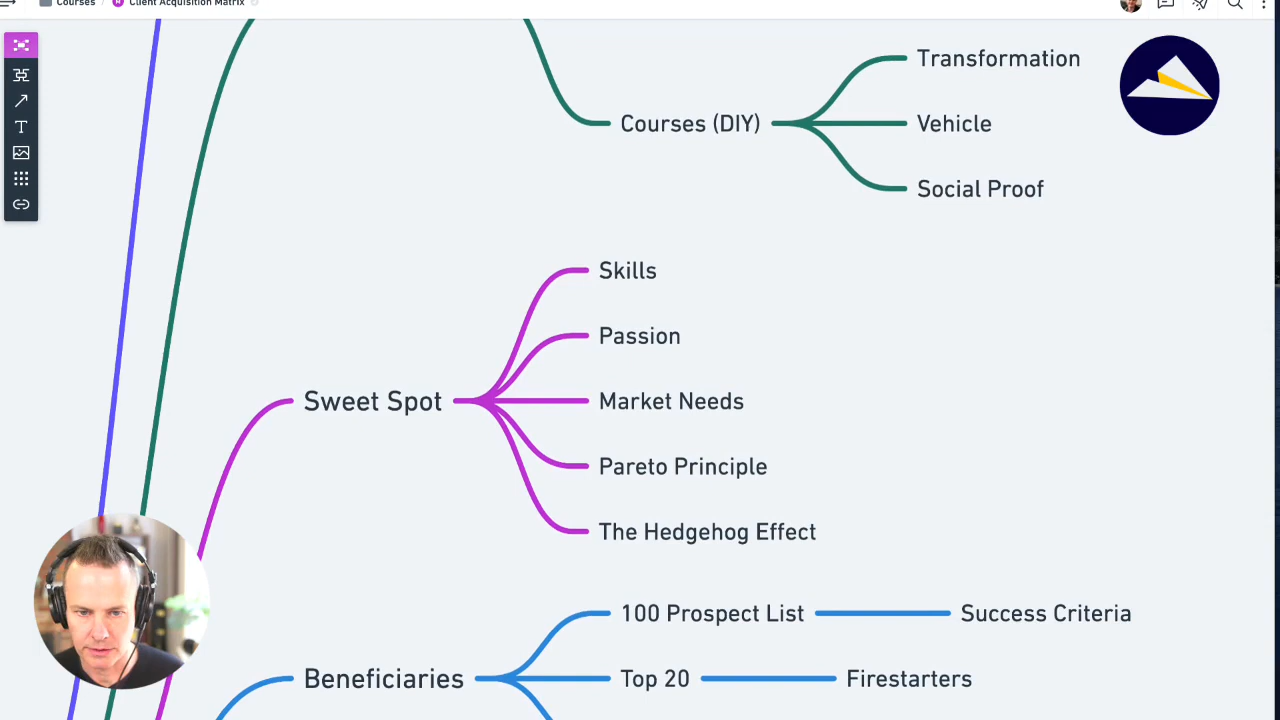 Courses / Client Acquisition Matrix
Transformation
Courses (DIY)
Vehicle
Social Proof
Skills
Passion
Sweet Spot
Market Needs
Pareto Principle
The Hedgehog Effect
100 Prospect List
Success Criteria
Beneficiaries
Top 20
Firestarters